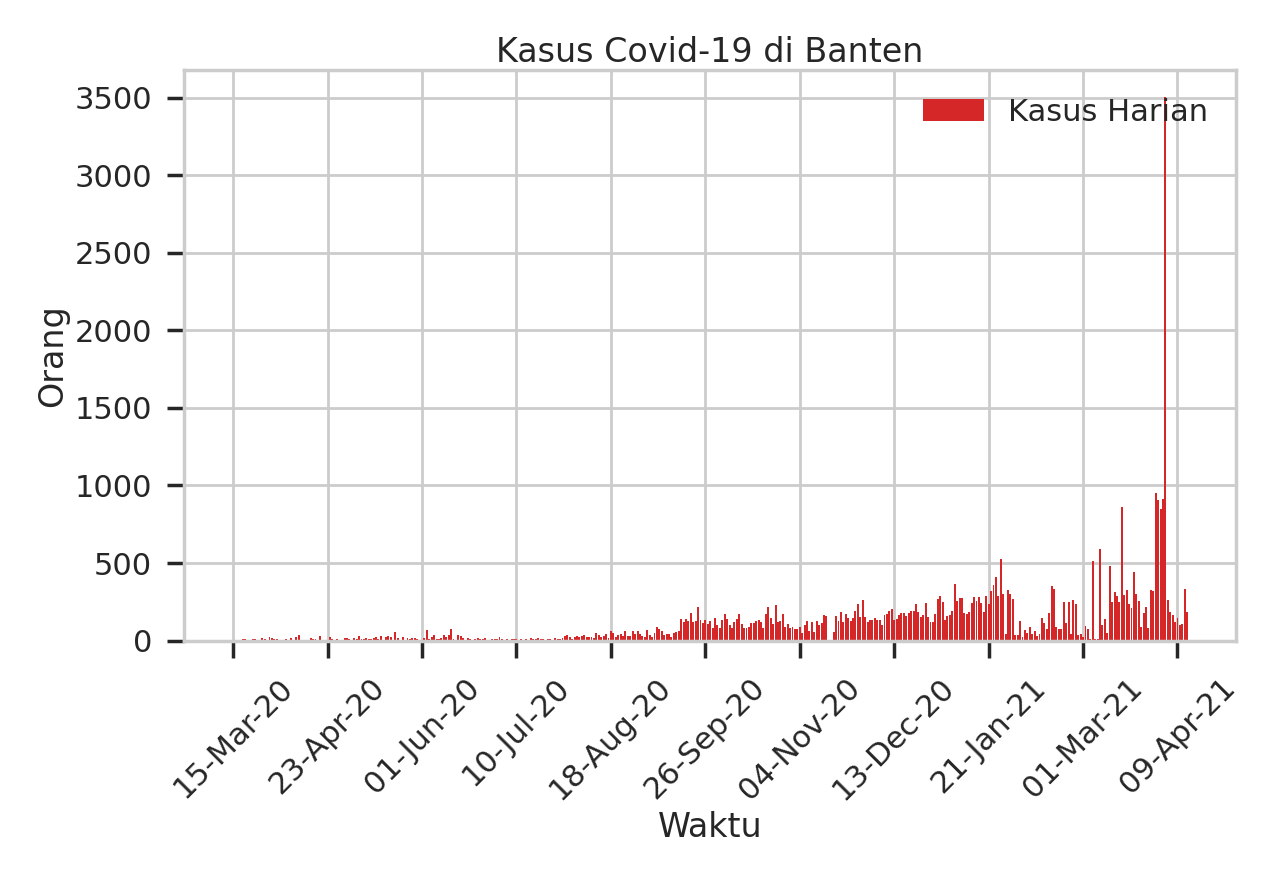 Kasus Covid-19 di Banten
Kasus Harian
Orang
3500
3000
2500
2000
1500
1000
500
0
15-Mar-20
23-Apr-20
01-Jun-20
10-Jul-20
18-Aug-20
26-Sep-20
04-Nov-20
13-Dec-20
21-Jan-21
01-Mar-21
09-Apr-21
Waktu